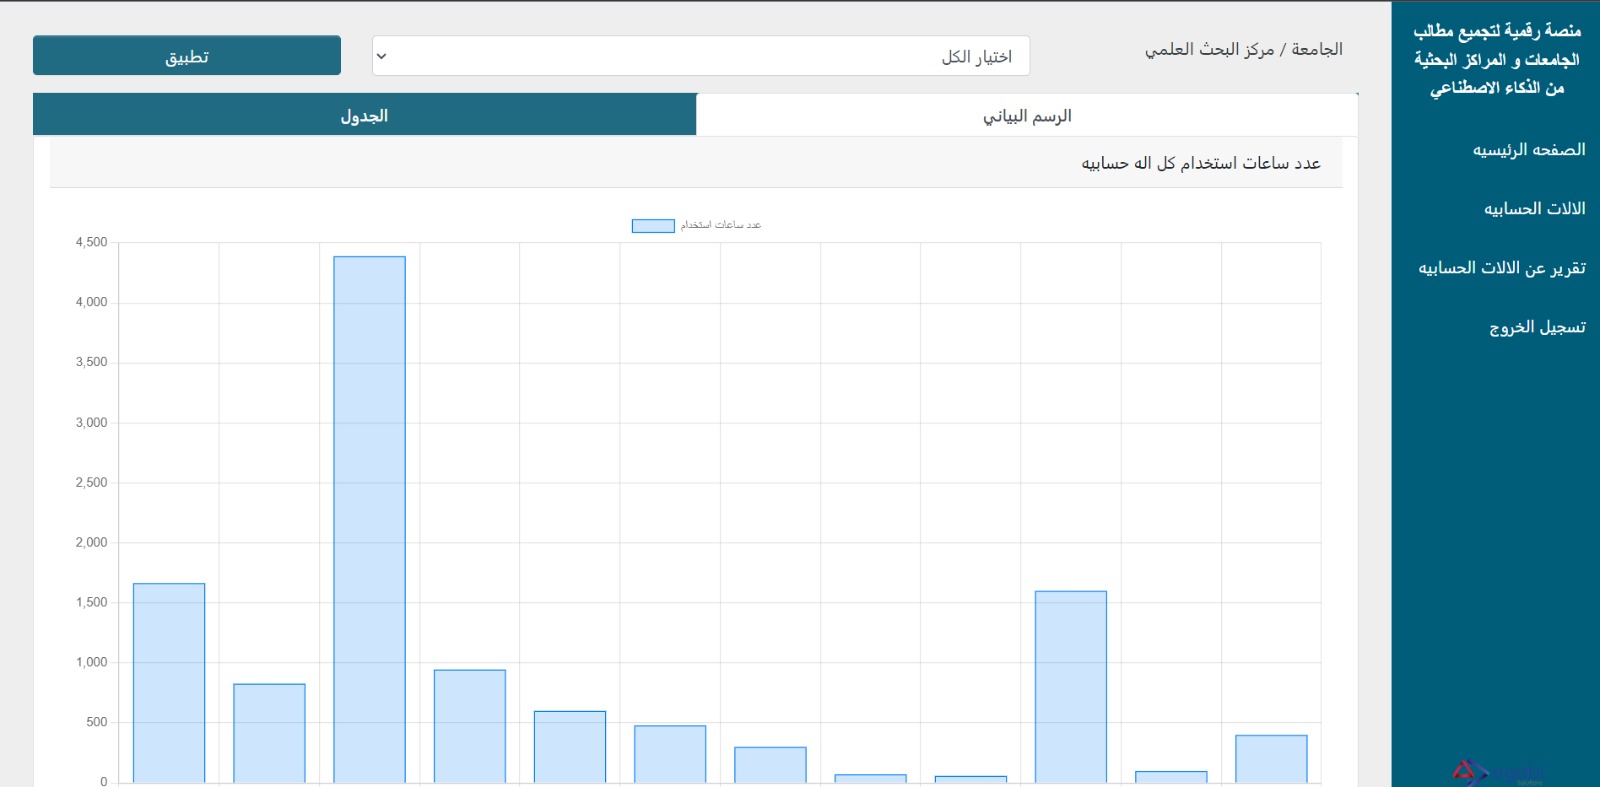 منصة رقمية لتجميع مطالب
الجامعات و المراكز البحثية
من الذكاء الاصطناعي
الصفحه الرئيسيه
الالات الحسابيه
تقرير عن الالات الحسابيه
تسجيل الخروج
الجامعة / مركز البحث العلمي
اختيار الكل
تطبيق
الرسم البياني
الجدول
عدد ساعات استخدام كل اله حسابيه
عدد ساعات استخدام
4,500
4,000
3,500
3,000
2,500
2,000
1,500
1,000
500
0